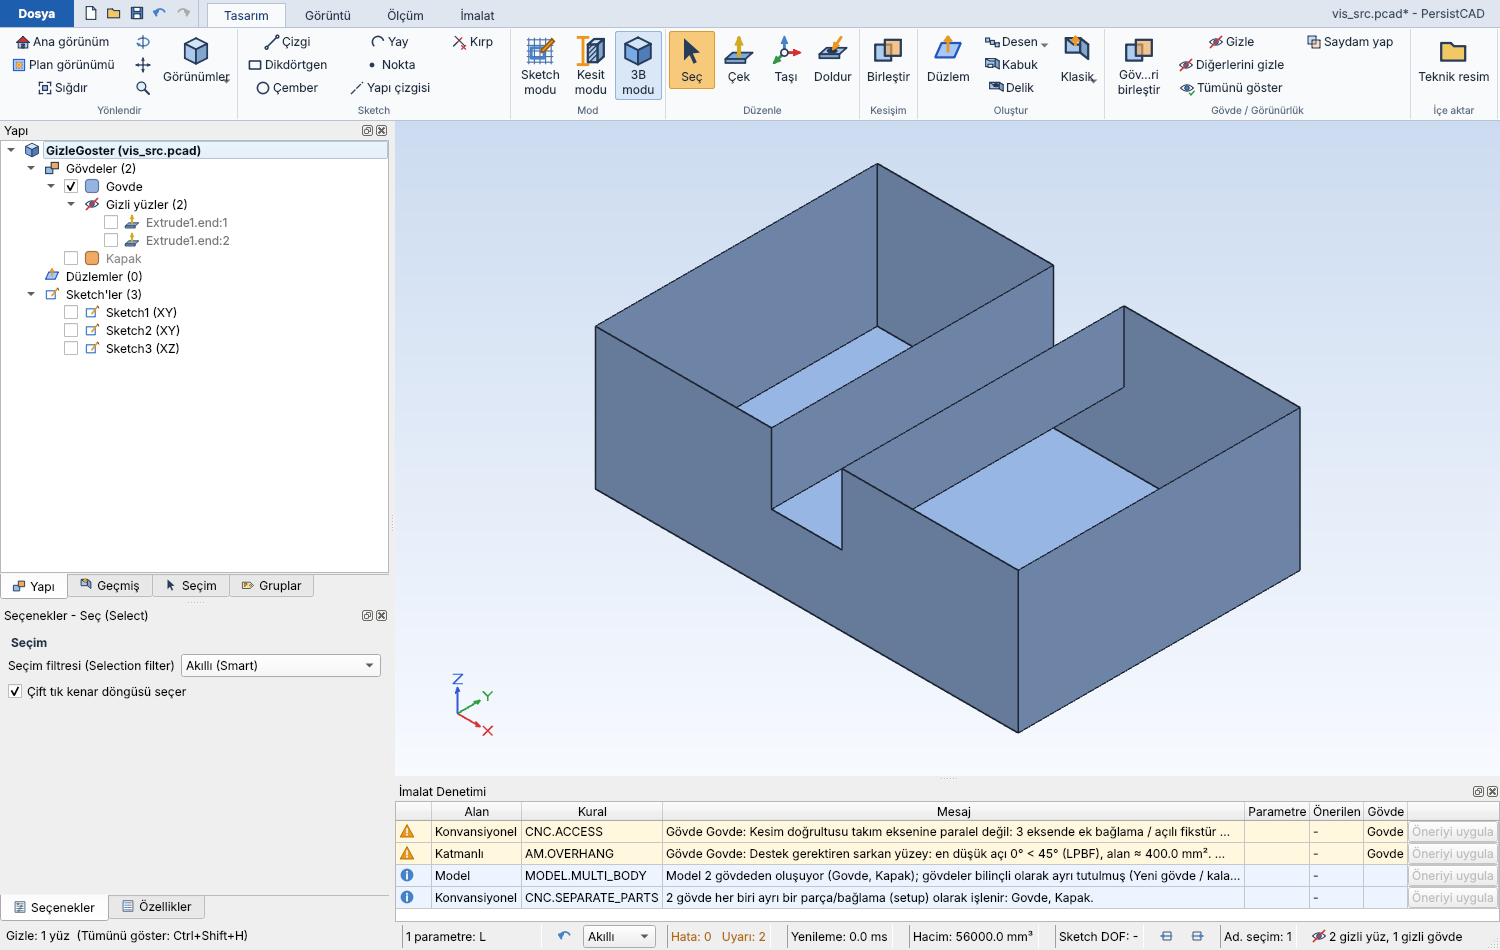 Dosya
Tasarım Görüntü Ölçüm İmalat
vis_src.pcad* - PersistCAD
Ana görünüm
Plan görünümü
Sığdır
Görünümler
Yönlendir
Çizgi
Dikdörtgen
Çember
Yay
Nokta
Yapı çizgisi
Kırp
Sketch
Sketch modu
Kesit modu
3B modu
Mod
Seç
Çek
Taşı
Doldur
Düzenle
Birleştir
Kesişim
Düzlem
Desen
Kabuk
Delik
Klasik
Oluştur
Göv...ri birleştir
Gizle
Diğerlerini gizle
Tümünü göster
Saydam yap
Gövde / Görünürlük
Teknik resim
İçe aktar
Yapı
GizleGoster (vis_src.pcad)
Gövdeler (2)
Govde
Gizli yüzler (2)
Extrude1.end:1
Extrude1.end:2
Kapak
Düzlemler (0)
Sketch'ler (3)
Sketch1 (XY)
Sketch2 (XY)
Sketch3 (XZ)
Yapı Geçmiş Seçim Gruplar
Seçenekler - Seç (Select)
Seçim
Seçim filtresi (Selection filter) Akıllı (Smart)
Çift tık kenar döngüsü seçer
Seçenekler Özellikler
Z
Y
X
İmalat Denetimi
Alan Kural Mesaj Parametre Önerilen Gövde
Konvansiyonel CNC.ACCESS Gövde Govde: Kesim doğrultusu takım eksenine paralel değil: 3 eksende ek bağlama / açılı fikstür ... - Govde Öneriyi uygula
Katmanlı AM.OVERHANG Gövde Govde: Destek gerektiren sarkan yüzey: en düşük açı 0° < 45° (LPBF), alan ≈ 400.0 mm². ... - Govde Öneriyi uygula
Model MODEL.MULTI_BODY Model 2 gövdeden oluşuyor (Govde, Kapak); gövdeler bilinçli olarak ayrı tutulmuş (Yeni gövde / kala... - Öneriyi uygula
Konvansiyonel CNC.SEPARATE_PARTS 2 gövde her biri ayrı bir parça/bağlama (setup) olarak işlenir: Govde, Kapak. - Öneriyi uygula
Gizle: 1 yüz (Tümünü göster: Ctrl+Shift+H) 1 parametre: L Akıllı Hata: 0 Uyarı: 2 Yenileme: 0.0 ms Hacim: 56000.0 mm³ Sketch DOF: - Ad. seçim: 1 2 gizli yüz, 1 gizli gövde